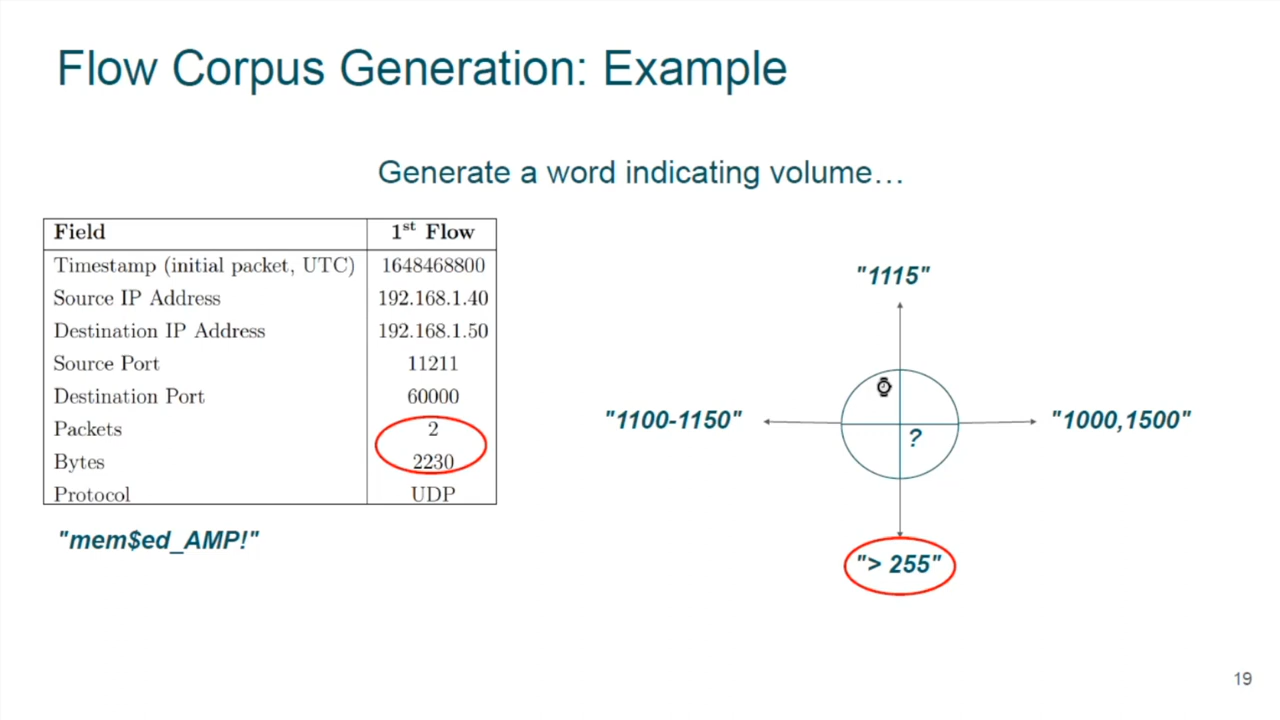 Flow Corpus Generation: Example
Generate a word indicating volume…
Field 1st Flow
Timestamp (initial packet, UTC) 1648468800
Source IP Address 192.168.1.40
Destination IP Address 192.168.1.50
Source Port 11211
Destination Port 60000
Packets 2
Bytes 2230
Protocol UDP
"mem$ed_AMP!"
"1115"
"1100-1150"
"1000,1500"
?
"> 255"
19